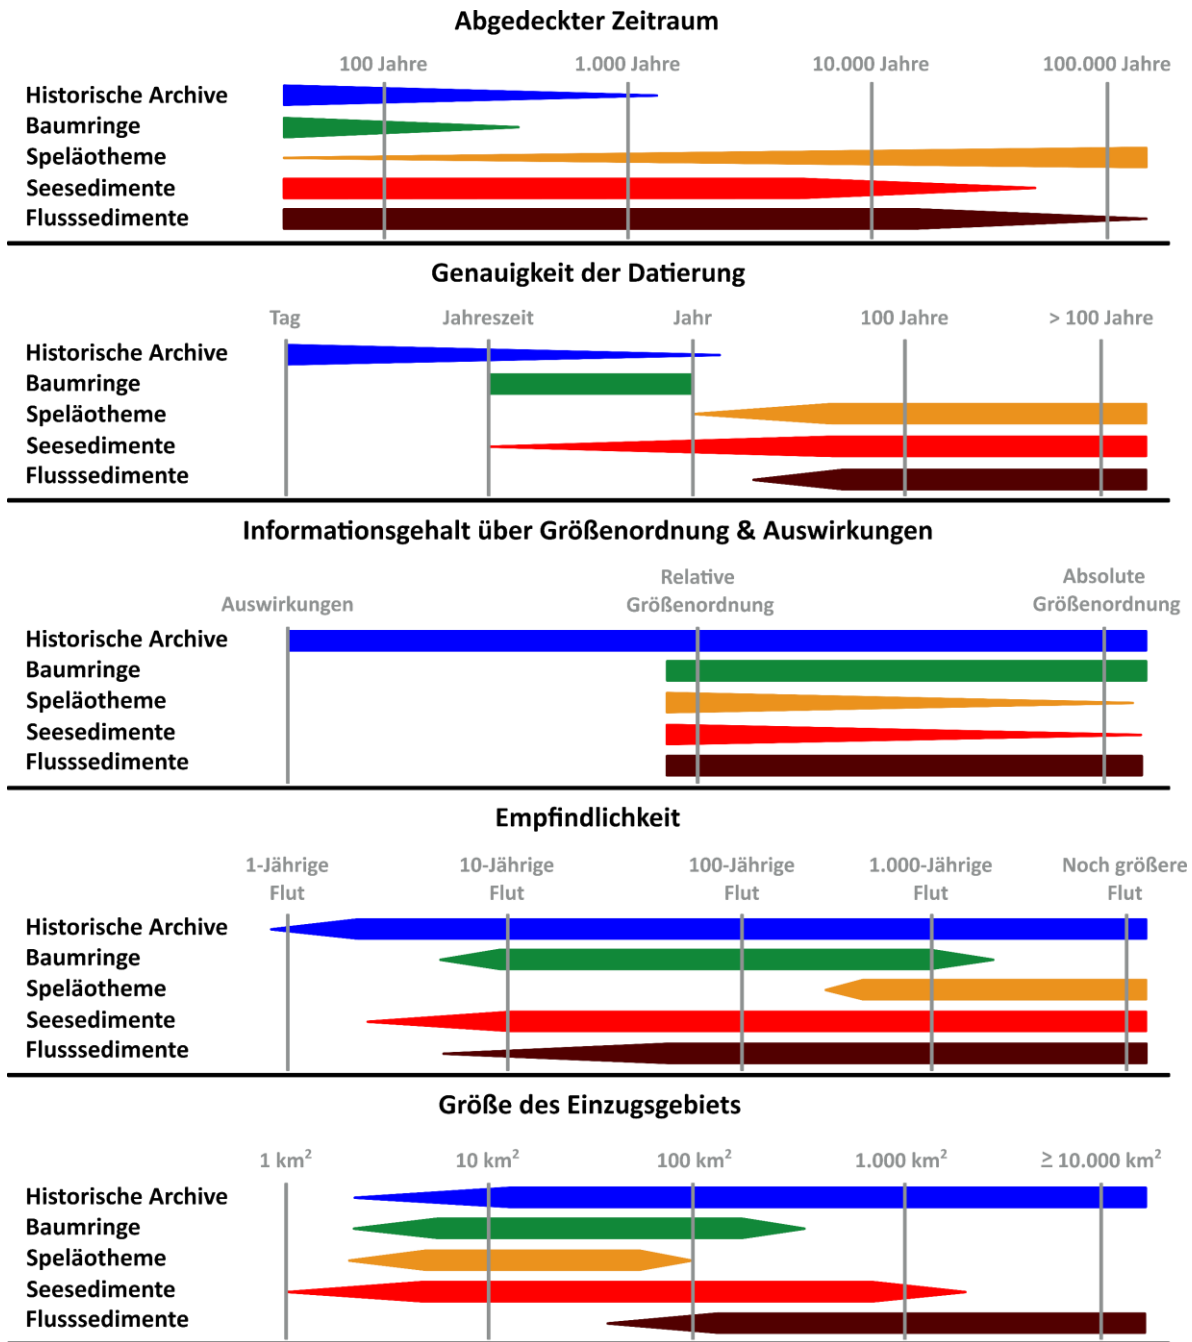 Abgedeckter Zeitraum
100 Jahre 1.000 Jahre 10.000 Jahre 100.000 Jahre
Historische Archive
Baumringe
Speläotheme
Seesedimente
Flusssedimente
Genauigkeit der Datierung
Tag Jahreszeit Jahr 100 Jahre > 100 Jahre
Historische Archive
Baumringe
Speläotheme
Seesedimente
Flusssedimente
Informationsgehalt über Größenordnung & Auswirkungen
Auswirkungen Relative Größenordnung Absolute Größenordnung
Historische Archive
Baumringe
Speläotheme
Seesedimente
Flusssedimente
Empfindlichkeit
1-Jährige Flut 10-Jährige Flut 100-Jährige Flut 1.000-Jährige Flut Noch größere Flut
Historische Archive
Baumringe
Speläotheme
Seesedimente
Flusssedimente
Größe des Einzugsgebiets
1 km² 10 km² 100 km² 1.000 km² ≥ 10.000 km²
Historische Archive
Baumringe
Speläotheme
Seesedimente
Flusssedimente